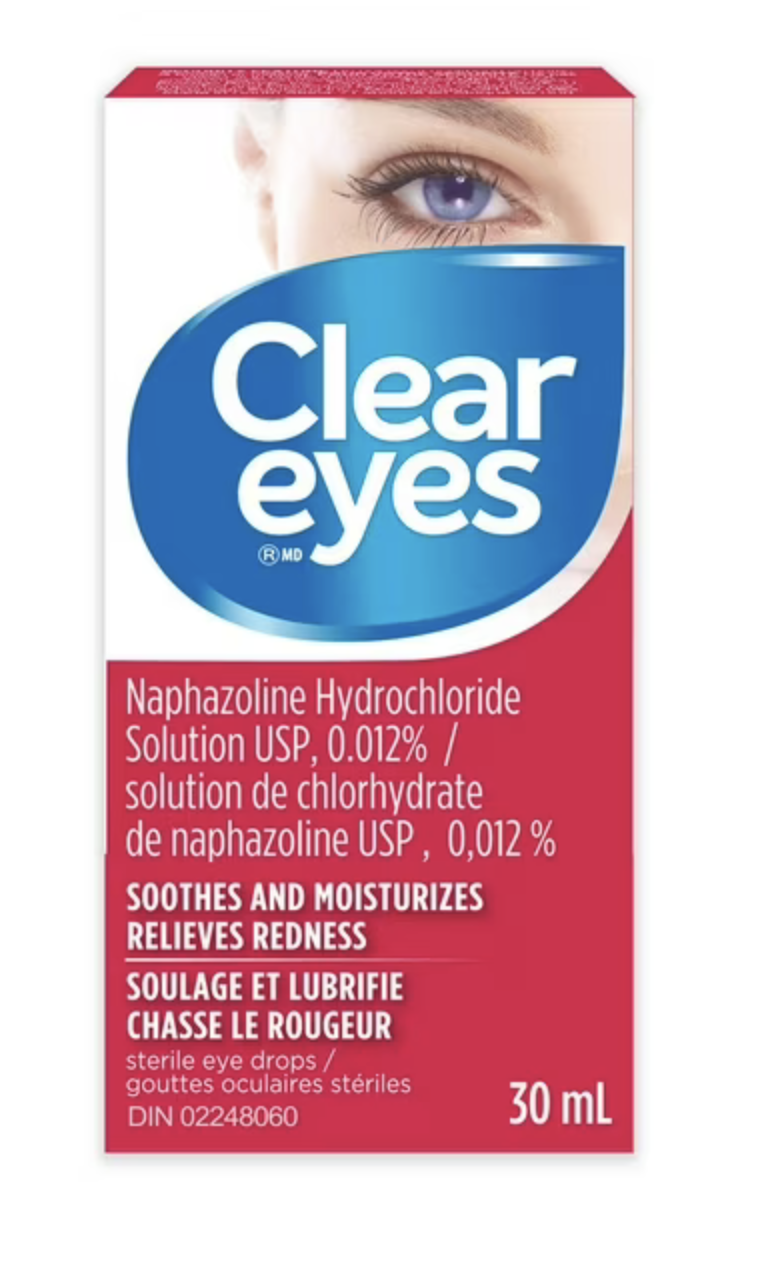 Clear
eyes
® MD
Naphazoline Hydrochloride
Solution USP, 0.012% /
solution de chlorhydrate
de naphazoline USP , 0,012 %
SOOTHES AND MOISTURIZES
RELIEVES REDNESS
SOULAGE ET LUBRIFIE
CHASSE LE ROUGEUR
sterile eye drops /
gouttes oculaires stériles
DIN 02248060
30 mL